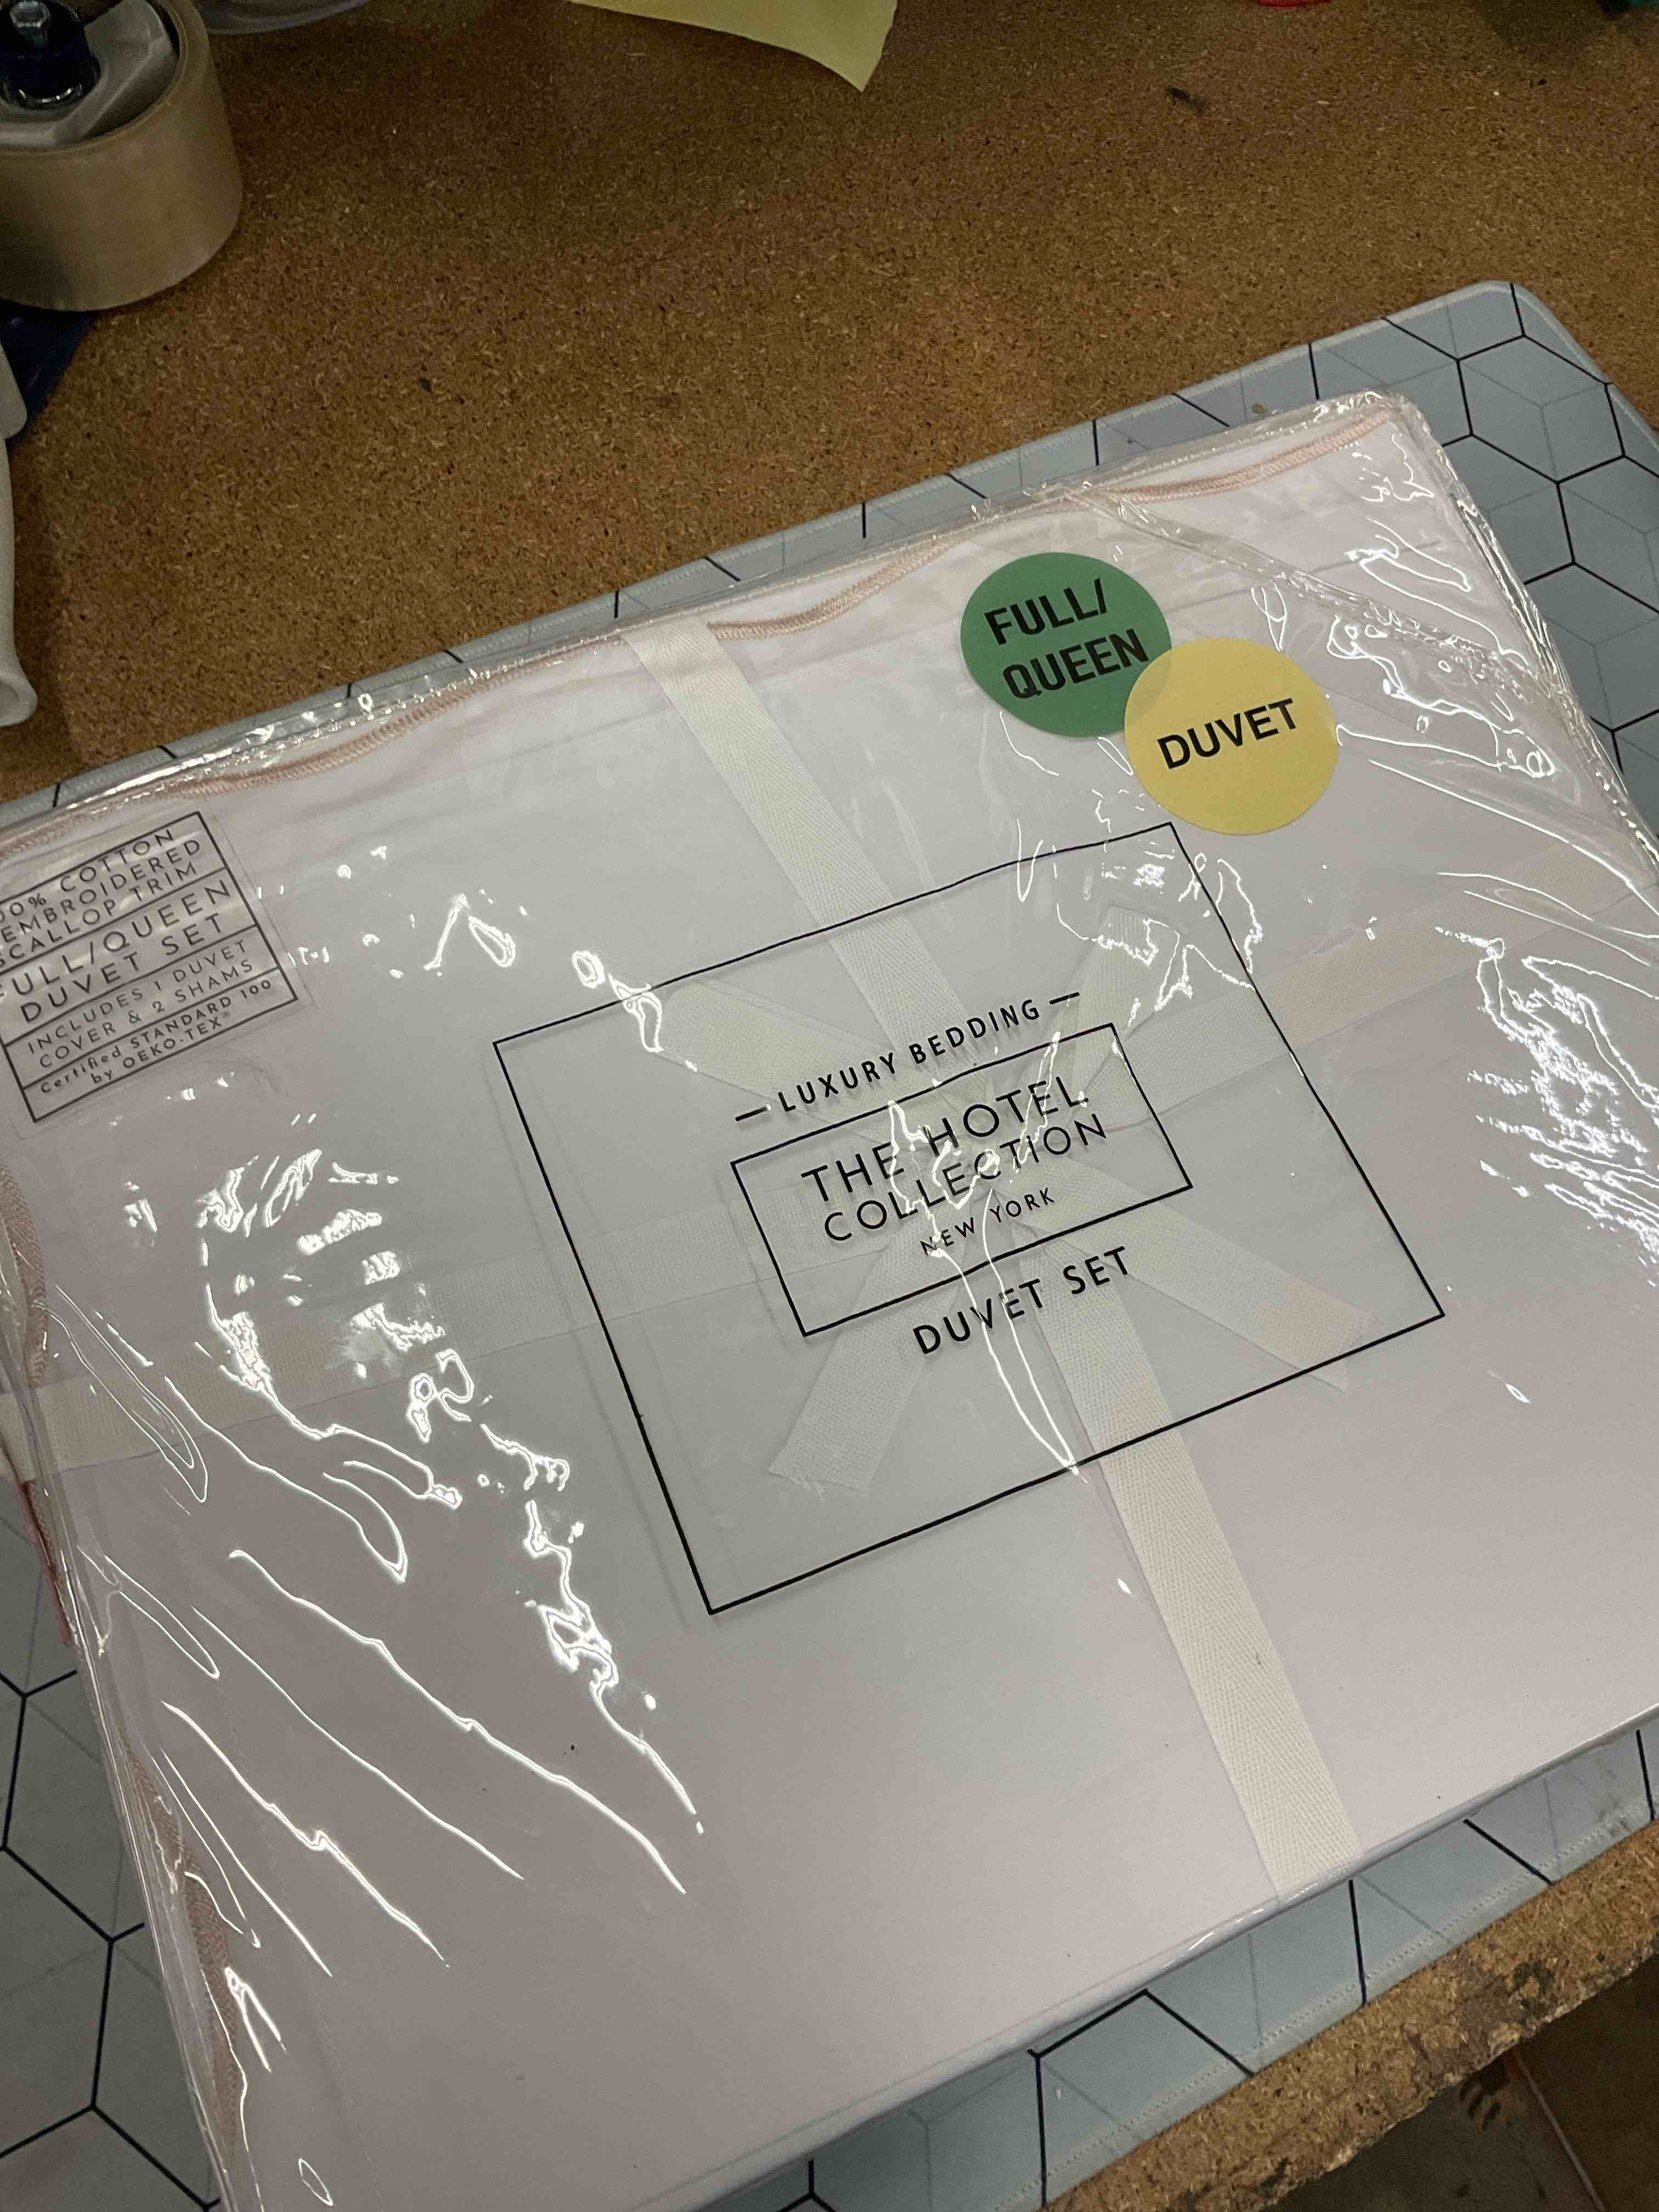 FULL/
QUEEN
DUVET
COTTON
EMBROIDERED
SCALLOP TRIM
FULL/QUEEN
DUVET SET
INCLUDES 1 DUVET
COVER & 2 SHAMS
Certified STANDARD 100
by OEKO-TEX®
— LUXURY BEDDING —
THE HOTEL
COLLECTION
NEW YORK
DUVET SET